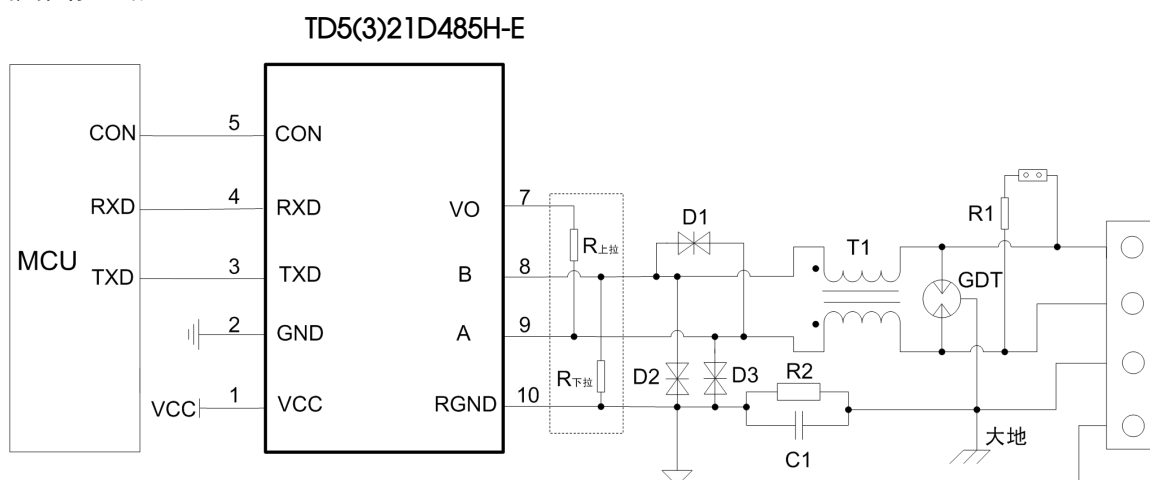 TD5(3)21D485H-E
MCU
CON
RXD
TXD
VCC
5
4
3
2
1
CON
RXD
TXD
GND
VCC
VO
B
A
RGND
7
8
9
10
R上拉
R下拉
D1
D2
D3
T1
R2
C1
GDT
R1
大地